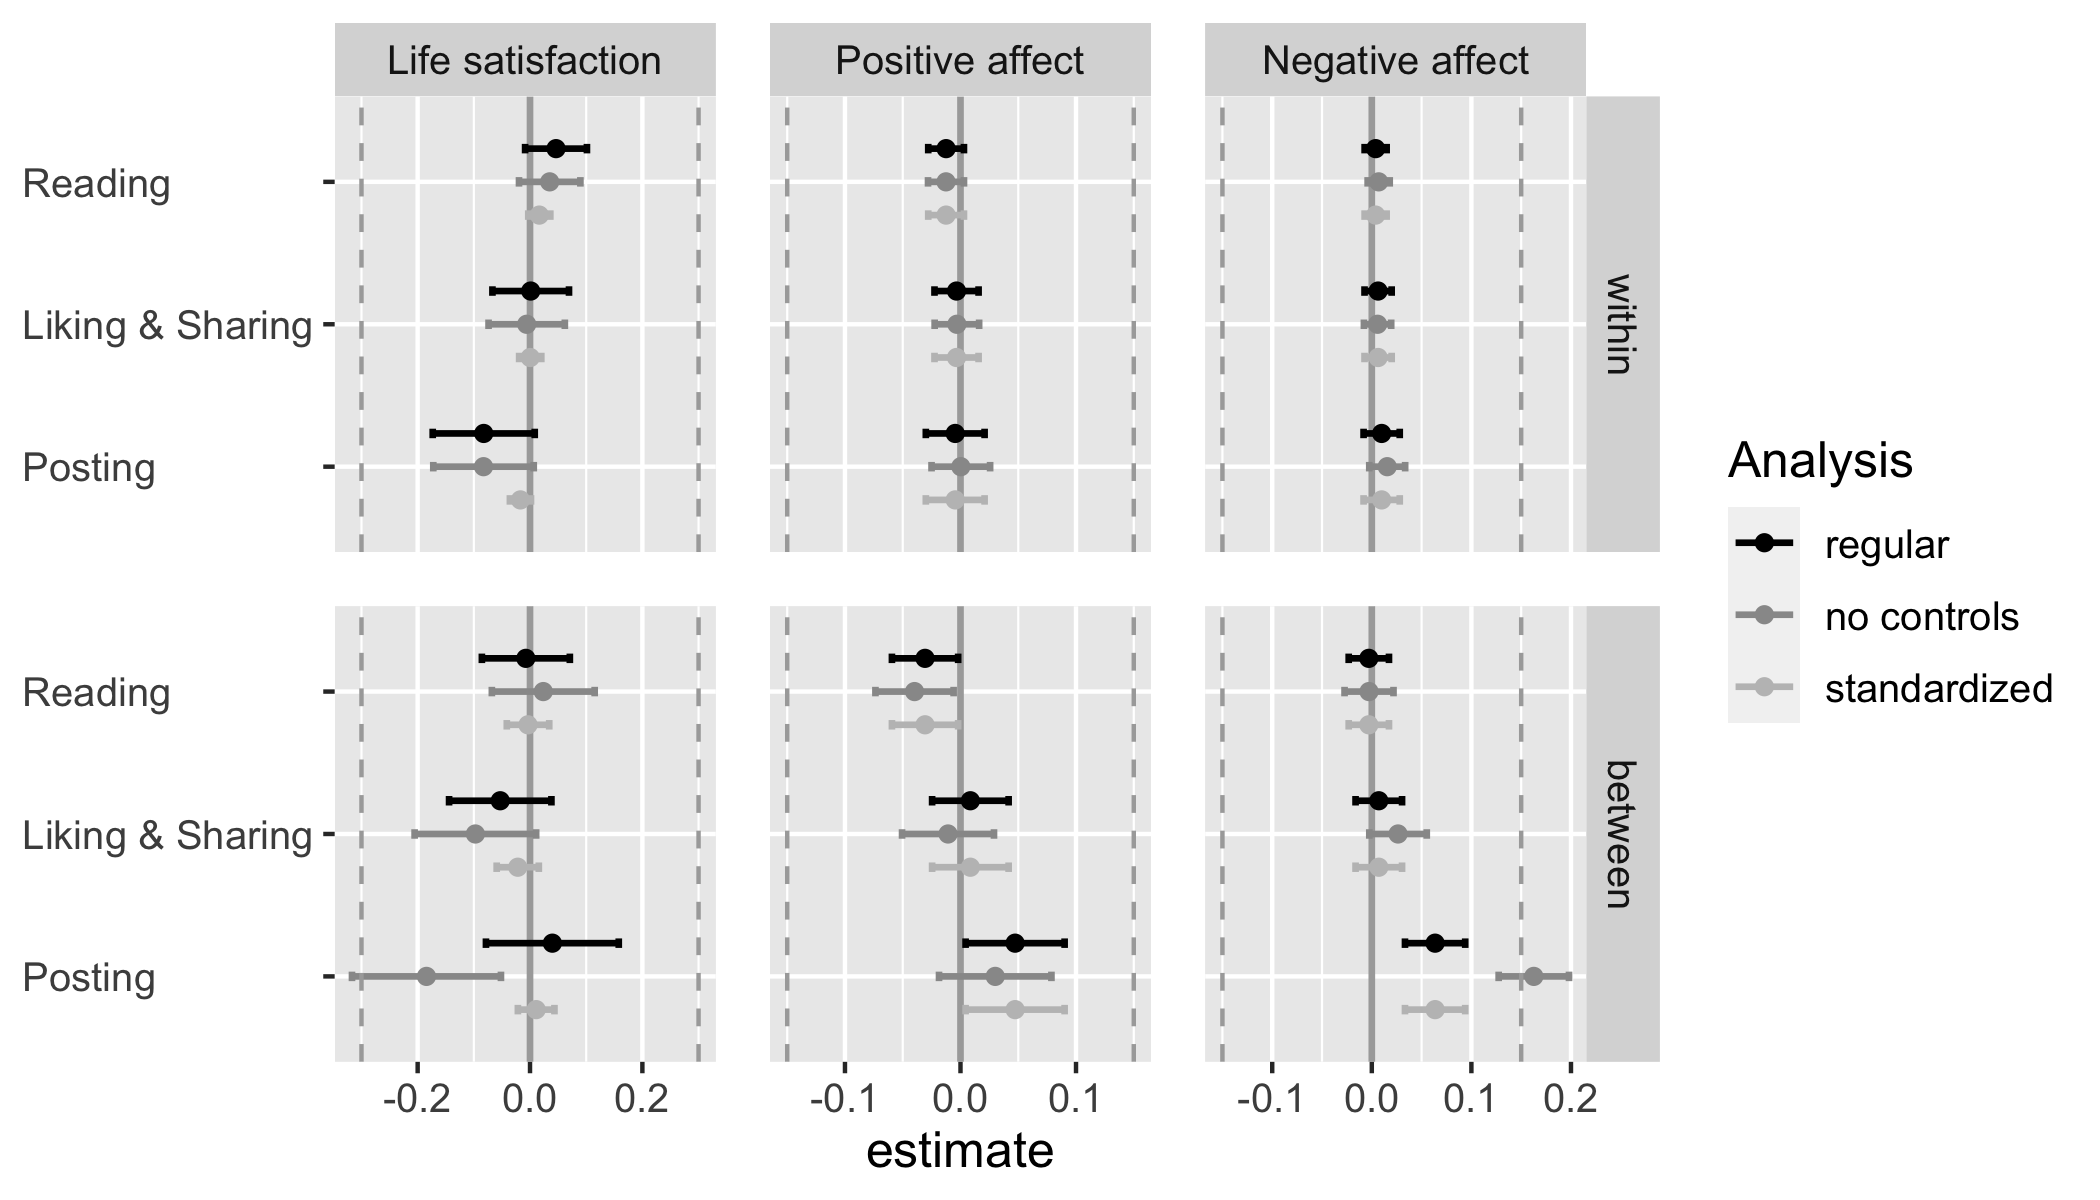 Life satisfaction
Positive affect
Negative affect
Reading
Liking & Sharing
Posting
within
Reading
Liking & Sharing
Posting
between
-0.2 0.0 0.2
-0.1 0.0 0.1
-0.1 0.0 0.1 0.2
estimate
Analysis
regular
no controls
standardized